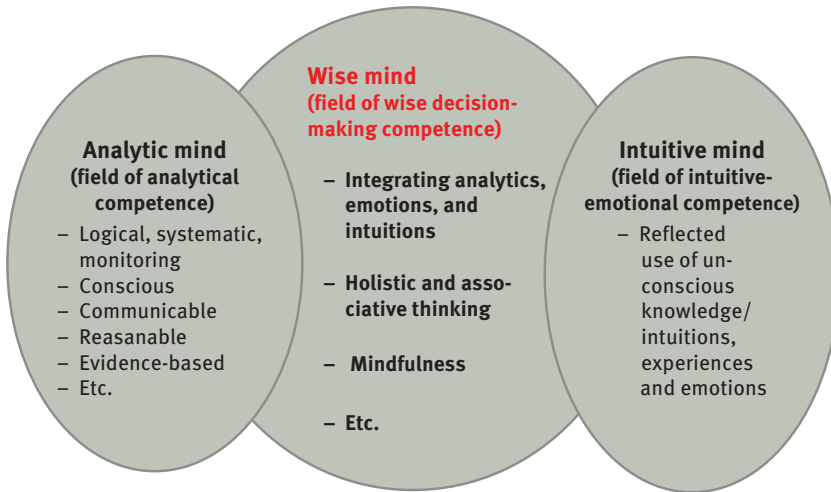 Analytic mind
(field of analytical
competence)
– Logical, systematic,
monitoring
– Conscious
– Communicable
– Reasanable
– Evidence-based
– Etc.
Wise mind
(field of wise decision-
making competence)
– Integrating analytics,
emotions, and
intuitions
– Holistic and asso-
ciative thinking
– Mindfulness
– Etc.
Intuitive mind
(field of intuitive-
emotional competence)
– Reflected
use of un-
conscious
knowledge/
intuitions,
experiences
and emotions